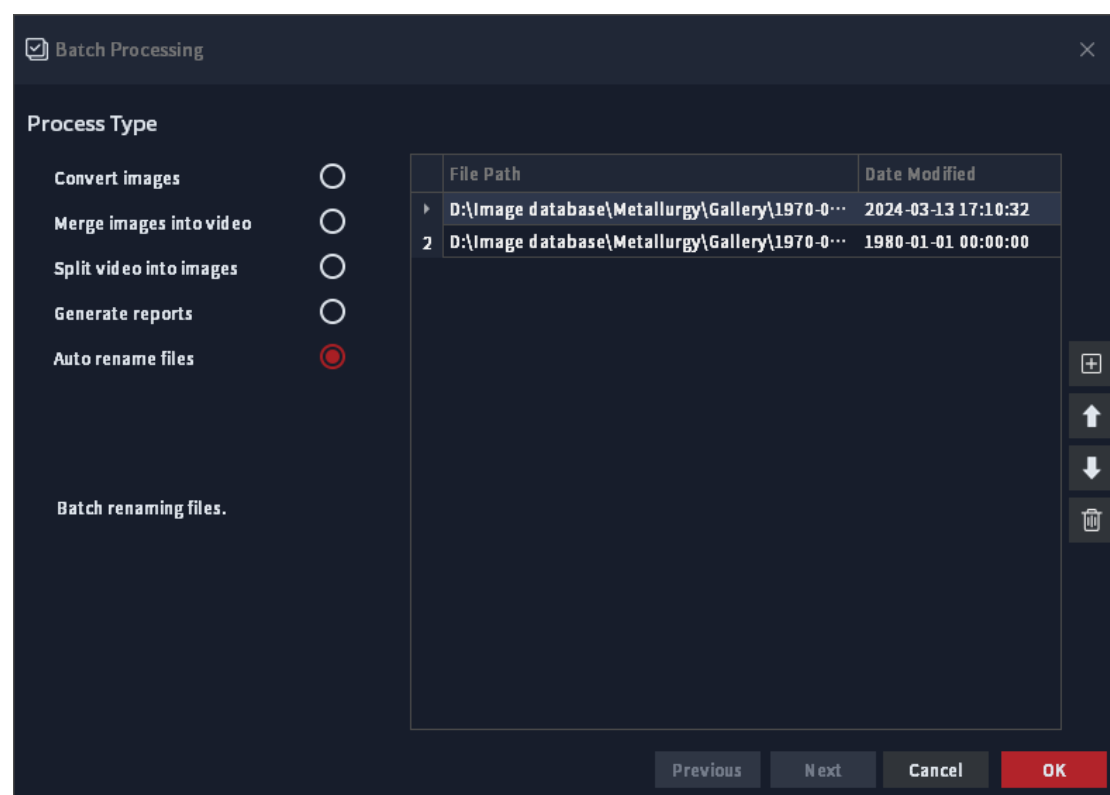 Batch Processing
Process Type
Convert images
Merge images into video
Split video into images
Generate reports
Auto rename files
Batch renaming files.
File Path Date Modified
D:\Image database\Metallurgy\Gallery\1970-0··· 2024-03-13 17:10:32
2 D:\Image database\Metallurgy\Gallery\1970-0··· 1980-01-01 00:00:00
Previous Next Cancel OK